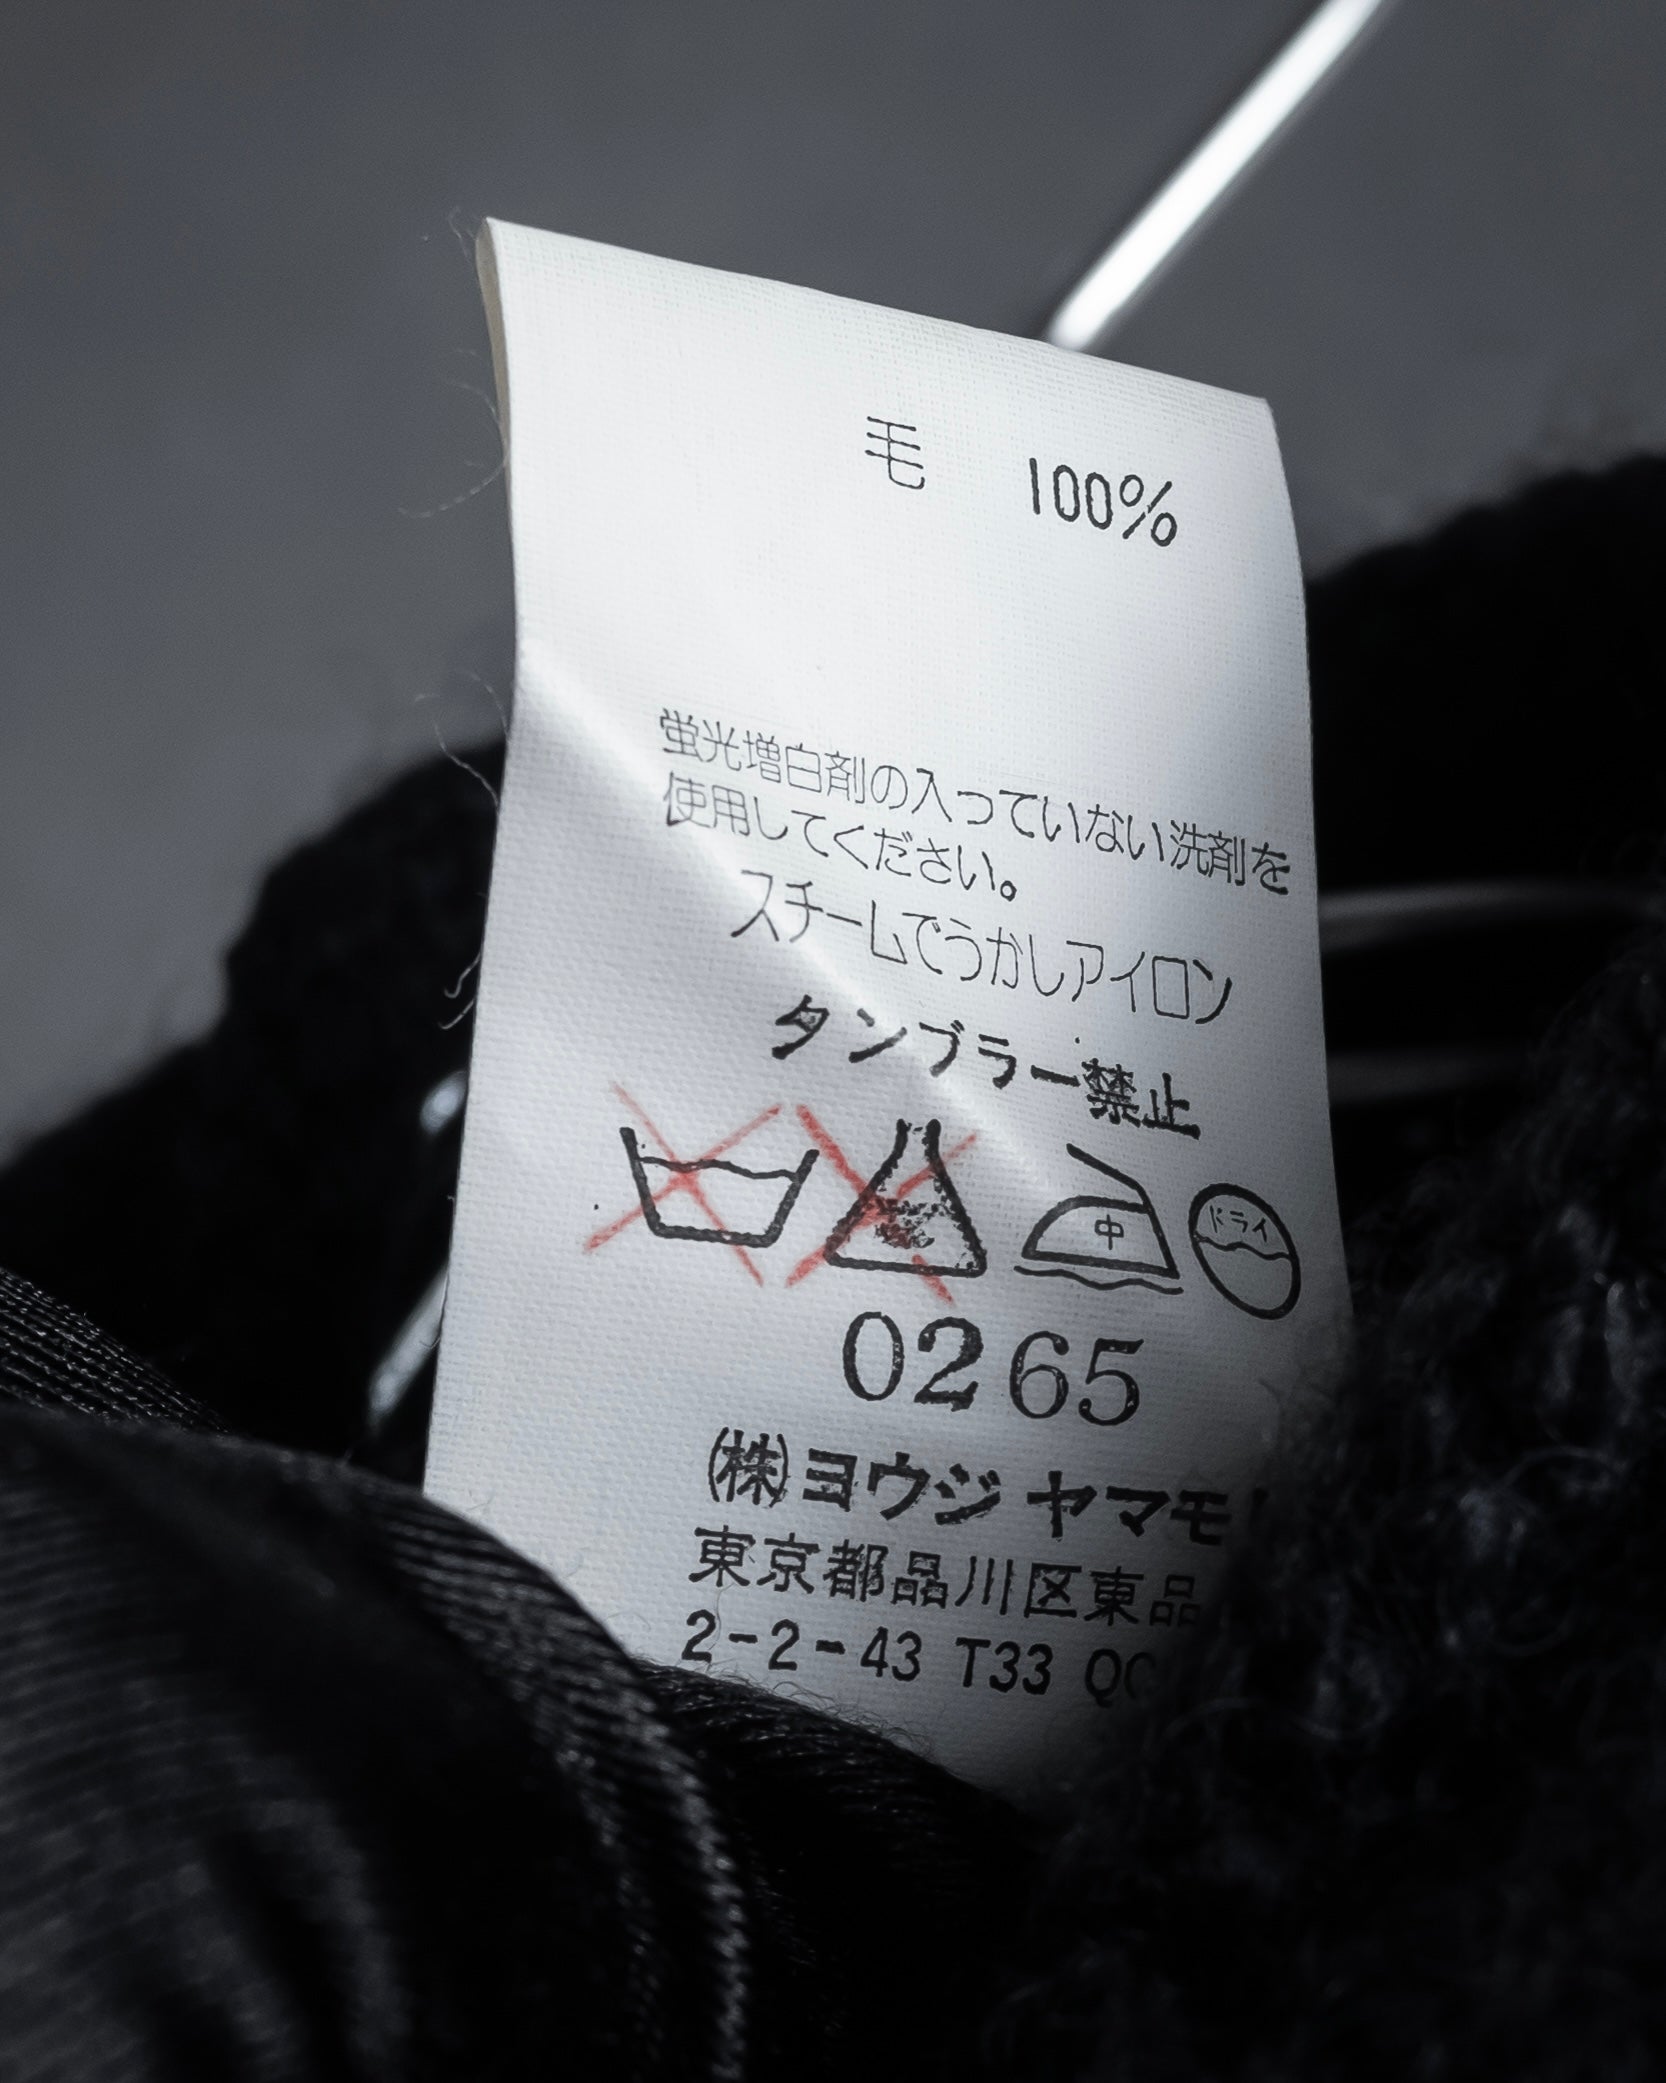 毛 100%
蛍光増白剤の入っていない洗剤を
使用してください。
スチームでうかしアイロン
タンブラー禁止
中 ドライ
0265
(株)ヨウジ ヤマモ
東京都品川区東品
2-2-43 T33 QC